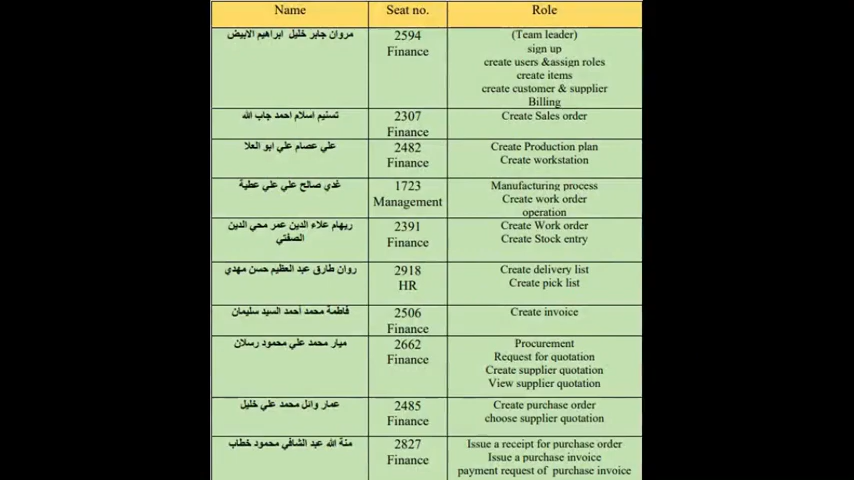 Name Seat no. Role
مروان جابر خليل ابراهيم الابيض 2594 (Team leader)
Finance sign up
create users &assign roles
create items
create customer & supplier
Billing
تسنيم اسلام احمد جاب الله 2307 Create Sales order
Finance
علي عصام علي ابو العلا 2482 Create Production plan
Finance Create workstation
غدي صالح علي علي عطية 1723 Manufacturing process
Management Create work order
operation
ريهام علاء الدين عمر محي الدين 2391 Create Work order
الصفتي Finance Create Stock entry
روان طارق عبد العظيم حسن مهدي 2918 Create delivery list
HR Create pick list
فاطمة محمد أحمد السيد سليمان 2506 Create invoice
Finance
ميار محمد علي محمود رسلان 2662 Procurement
Finance Request for quotation
Create supplier quotation
View supplier quotation
عمار وائل محمد علي خليل 2485 Create purchase order
Finance choose supplier quotation
منة الله عبد الشافي محمود خطاب 2827 Issue a receipt for purchase order
Finance Issue a purchase invoice
payment request of purchase invoice